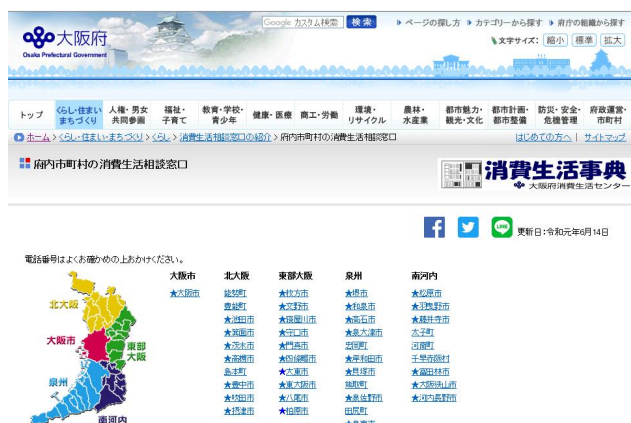 大阪府
Osaka Prefectural Government
Google カスタム検索 検索
ページの探し方 カテゴリーから探す 府庁の組織から探す
文字サイズ: 縮小 標準 拡大
トップ
くらし・住まい・まちづくり
人権・男女共同参画
福祉・子育て
教育・学校・青少年
健康・医療
商工・労働
環境・リサイクル
農林・水産業
都市魅力・観光・文化
都市計画・都市整備
防災・安全・危機管理
府政運営・市町村
ホーム > くらし・住まい・まちづくり > くらし > 消費生活相談窓口の紹介 > 府内市町村の消費生活相談窓口
はじめての方へ | サイトマップ
府内市町村の消費生活相談窓口
消費生活事典
大阪府消費生活センター
LINE
更新日:令和元年6月14日
電話番号はよくお確かめの上おかけください。
大阪市 北大阪 東部大阪 泉州 南河内
★大阪市 能勢町 ★枚方市 ★堺市 ★松原市
豊能町 ★交野市 ★和泉市 ★羽曳野市
★池田市 ★寝屋川市 ★高石市 ★藤井寺市
★箕面市 ★守口市 ★泉大津市 太子町
★茨木市 ★門真市 忠岡町 河南町
★高槻市 ★四條畷市 ★岸和田市 千早赤阪村
島本町 ★大東市 ★貝塚市 ★富田林市
★豊中市 ★東大阪市 熊取町 ★大阪狭山市
★吹田市 ★八尾市 ★泉佐野市 ★河内長野市
★摂津市 ★柏原市 田尻町
北大阪
大阪市
東部大阪
泉州
南河内